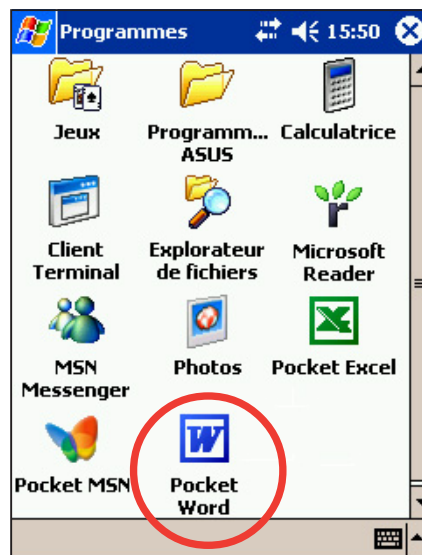 Programmes 15:50
Jeux Programm... Calculatrice
ASUS
Client Explorateur Microsoft
Terminal de fichiers Reader
MSN Photos Pocket Excel
Messenger
Pocket MSN Pocket
Word